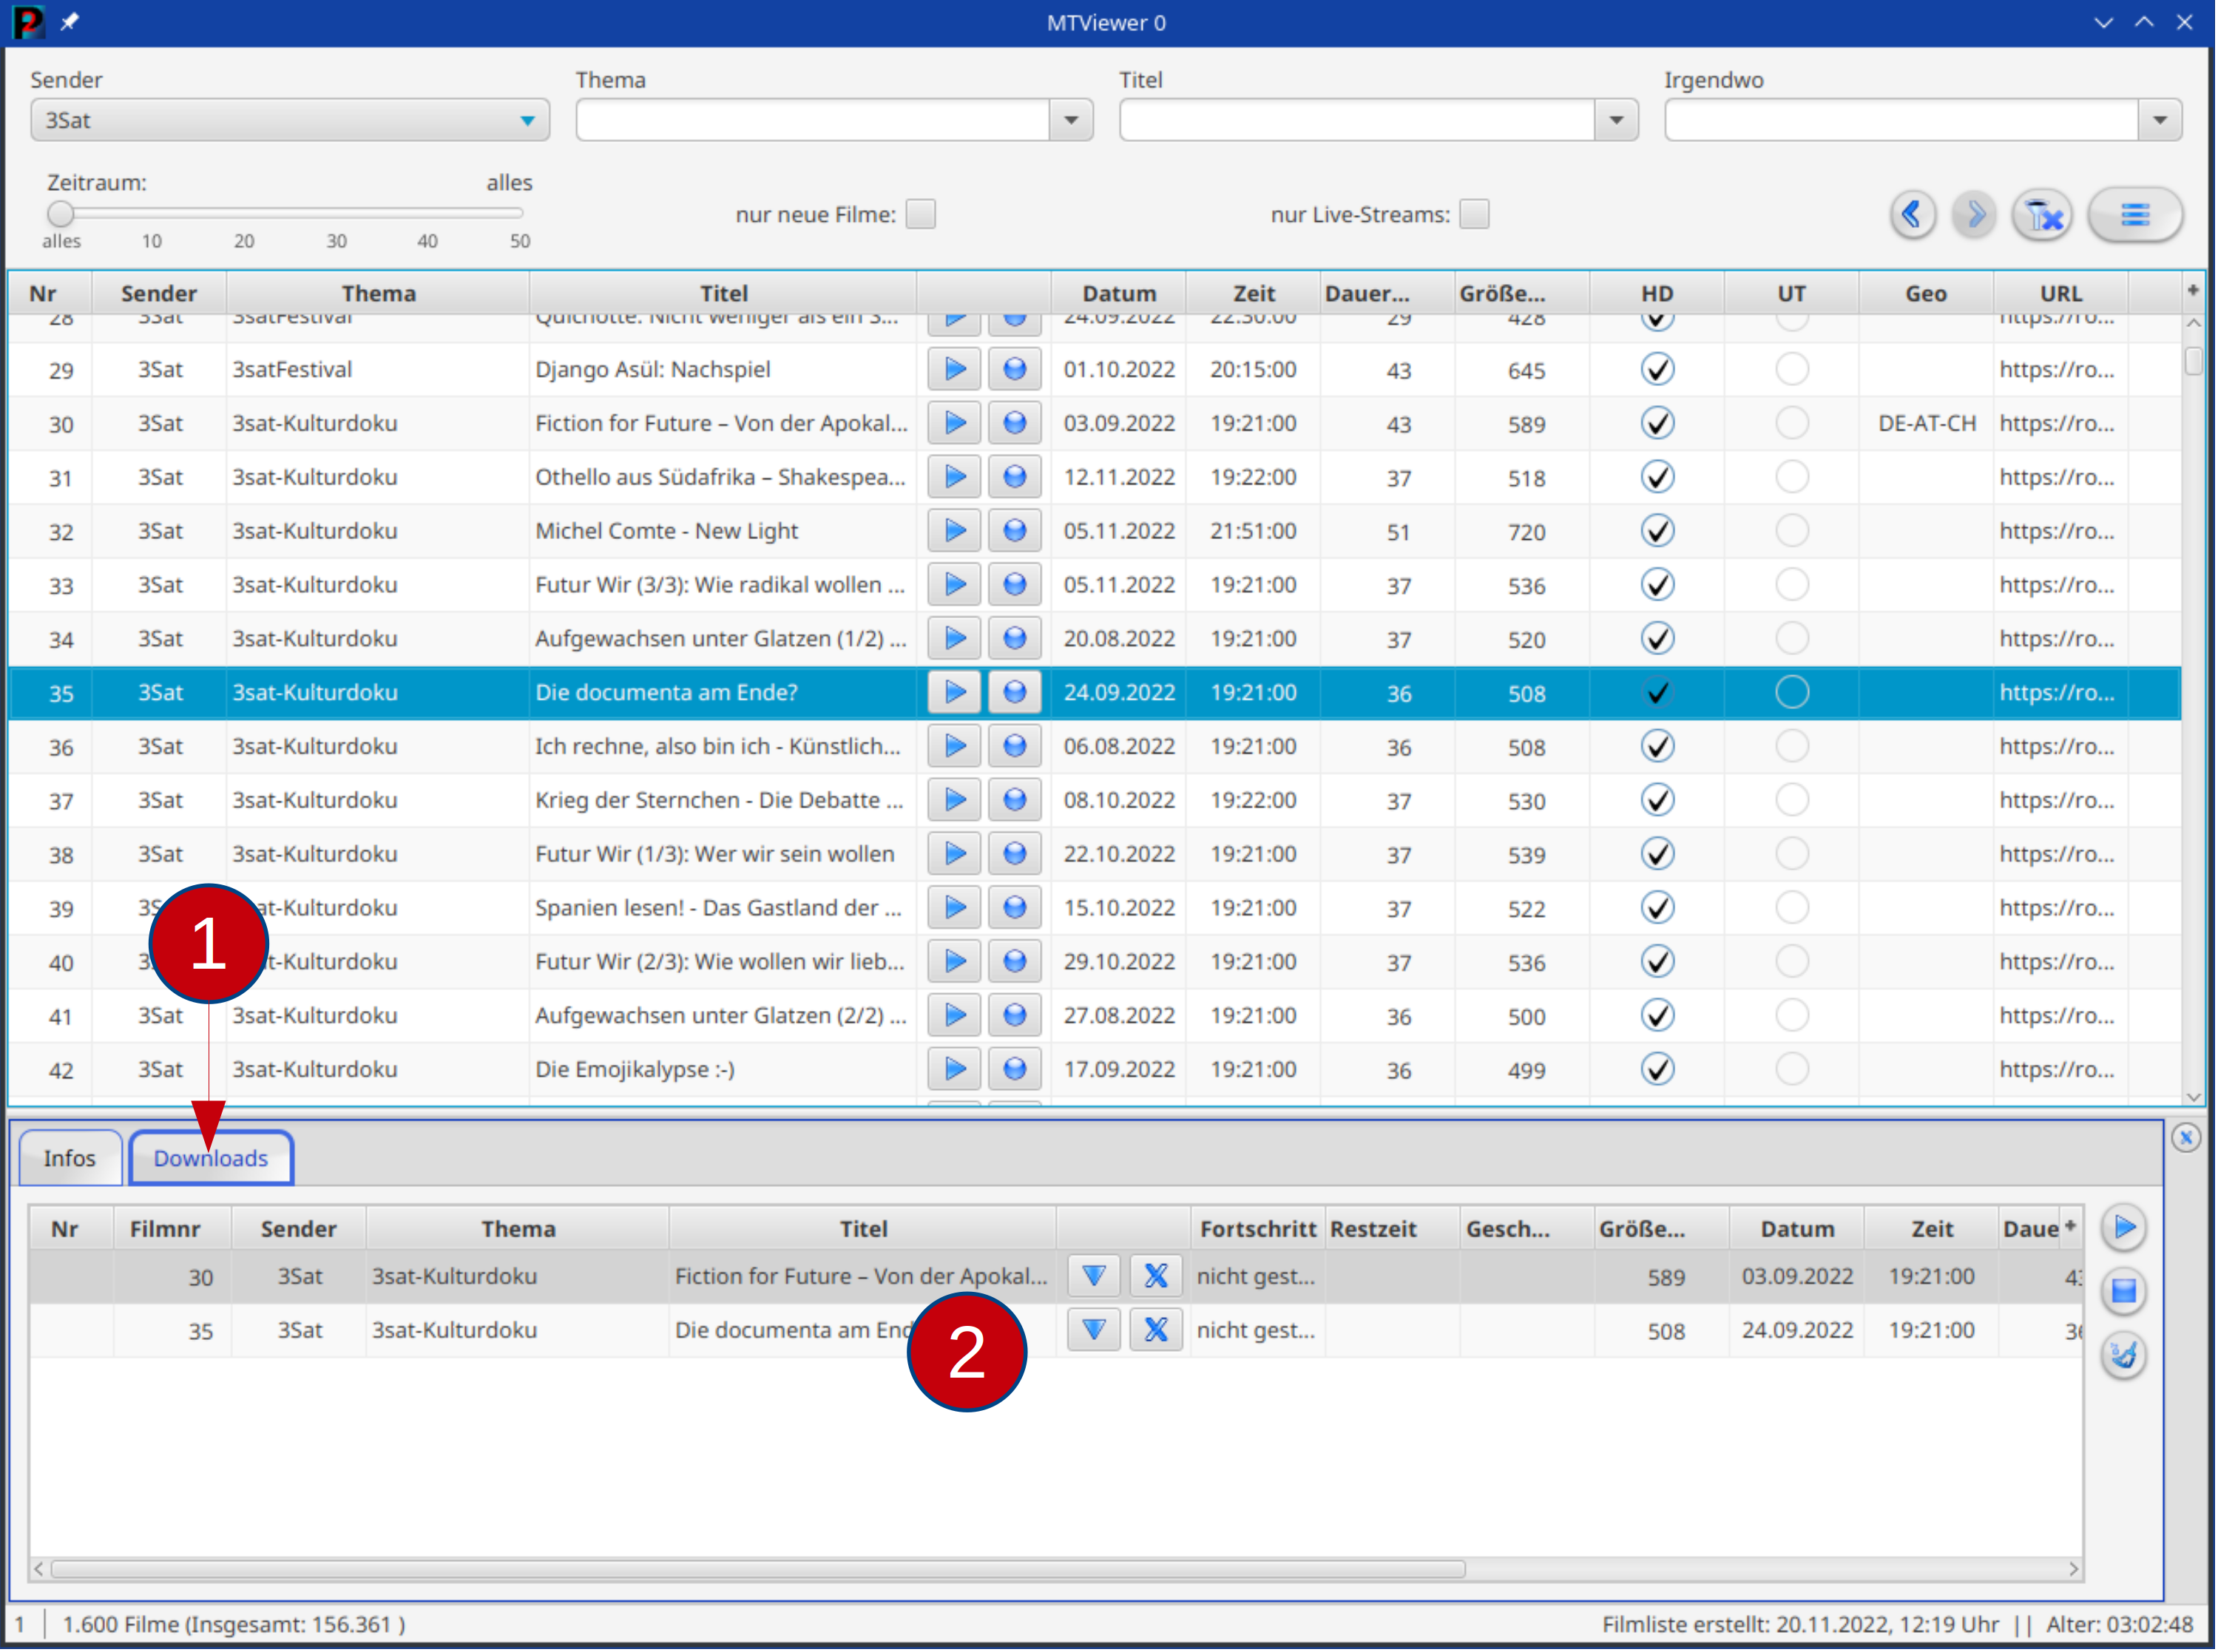 MTViewer 0
Sender Thema Titel Irgendwo
3Sat
Zeitraum: alles
nur neue Filme: nur Live-Streams:
alles 10 20 30 40 50
Nr Sender Thema Titel Datum Zeit Dauer... Größe... HD UT Geo URL
28 3Sat 3satFestival Quichotte: Nicht weniger als ein S... 24.09.2022 22:30:00 29 428 https://ro...
29 3Sat 3satFestival Django Asül: Nachspiel 01.10.2022 20:15:00 43 645 https://ro...
30 3Sat 3sat-Kulturdoku Fiction for Future – Von der Apokal... 03.09.2022 19:21:00 43 589 DE-AT-CH https://ro...
31 3Sat 3sat-Kulturdoku Othello aus Südafrika – Shakespea... 12.11.2022 19:22:00 37 518 https://ro...
32 3Sat 3sat-Kulturdoku Michel Comte - New Light 05.11.2022 21:51:00 51 720 https://ro...
33 3Sat 3sat-Kulturdoku Futur Wir (3/3): Wie radikal wollen ... 05.11.2022 19:21:00 37 536 https://ro...
34 3Sat 3sat-Kulturdoku Aufgewachsen unter Glatzen (1/2) ... 20.08.2022 19:21:00 37 520 https://ro...
35 3Sat 3sat-Kulturdoku Die documenta am Ende? 24.09.2022 19:21:00 36 508 https://ro...
36 3Sat 3sat-Kulturdoku Ich rechne, also bin ich - Künstlich... 06.08.2022 19:21:00 36 508 https://ro...
37 3Sat 3sat-Kulturdoku Krieg der Sternchen - Die Debatte ... 08.10.2022 19:22:00 37 530 https://ro...
38 3Sat 3sat-Kulturdoku Futur Wir (1/3): Wer wir sein wollen 22.10.2022 19:21:00 37 539 https://ro...
39 3S at-Kulturdoku Spanien lesen! - Das Gastland der ... 15.10.2022 19:21:00 37 522 https://ro...
1
40 3 t-Kulturdoku Futur Wir (2/3): Wie wollen wir lieb... 29.10.2022 19:21:00 37 536 https://ro...
41 3Sat 3sat-Kulturdoku Aufgewachsen unter Glatzen (2/2) ... 27.08.2022 19:21:00 36 500 https://ro...
42 3Sat 3sat-Kulturdoku Die Emojikalypse :-) 17.09.2022 19:21:00 36 499 https://ro...
Infos Downloads
Nr Filmnr Sender Thema Titel Fortschritt Restzeit Gesch... Größe... Datum Zeit Daue
30 3Sat 3sat-Kulturdoku Fiction for Future – Von der Apokal... nicht gest... 589 03.09.2022 19:21:00 43
35 3Sat 3sat-Kulturdoku Die documenta am End nicht gest... 508 24.09.2022 19:21:00 36
2
1 | 1.600 Filme (Insgesamt: 156.361 ) Filmliste erstellt: 20.11.2022, 12:19 Uhr || Alter: 03:02:48